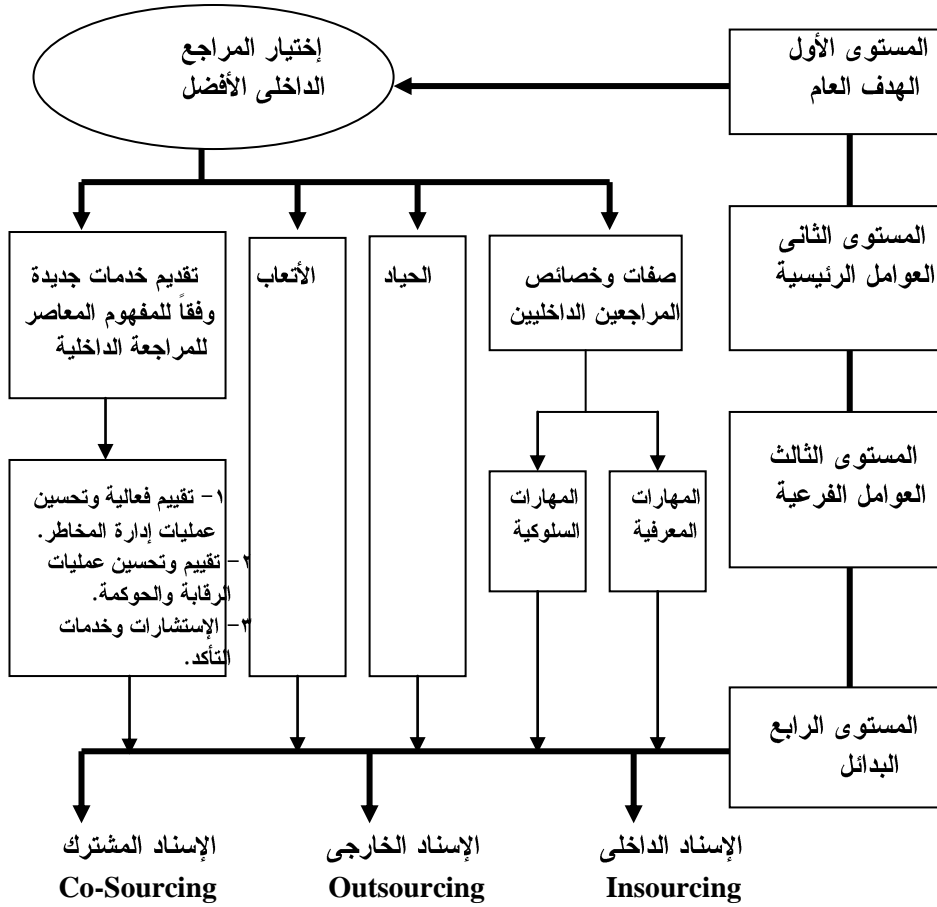 المستوى الأول
الهدف العام
إختيار المراجع
الداخلى الأفضل
المستوى الثانى
العوامل الرئيسية
صفات وخصائص
المراجعين الداخليين
الحياد
الأتعاب
تقديم خدمات جديدة
وفقاً للمفهوم المعاصر
للمراجعة الداخلية
المستوى الثالث
العوامل الفرعية
المهارات
المعرفية
المهارات
السلوكية
١- تقييم فعالية وتحسين
عمليات إدارة المخاطر.
٢- تقييم وتحسين عمليات
الرقابة والحوكمة.
٣- الإستشارات وخدمات
التأكد.
المستوى الرابع
البدائل
الإسناد الداخلى
Insourcing
الإسناد الخارجى
Outsourcing
الإسناد المشترك
Co-Sourcing